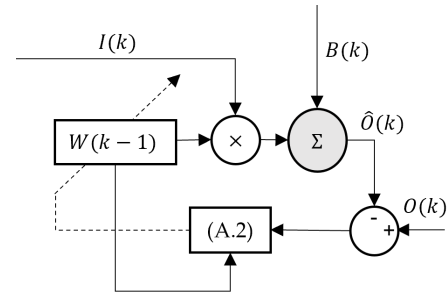 I(k)
B(k)
W(k − 1)
×
Σ
Ô(k)
(A.2)
-
+
O(k)